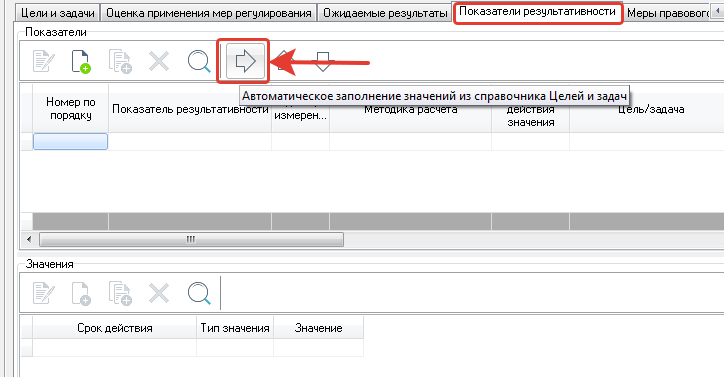 Цели и задачи Оценка применения мер регулирования Ожидаемые результаты Показатели результативности Меры правового
Показатели
Автоматическое заполнение значений из справочника Целей и задач
Номер по порядку Показатель результативности измерен... Методика расчета действия значения Цель/задача
Значения
Срок действия Тип значения Значение